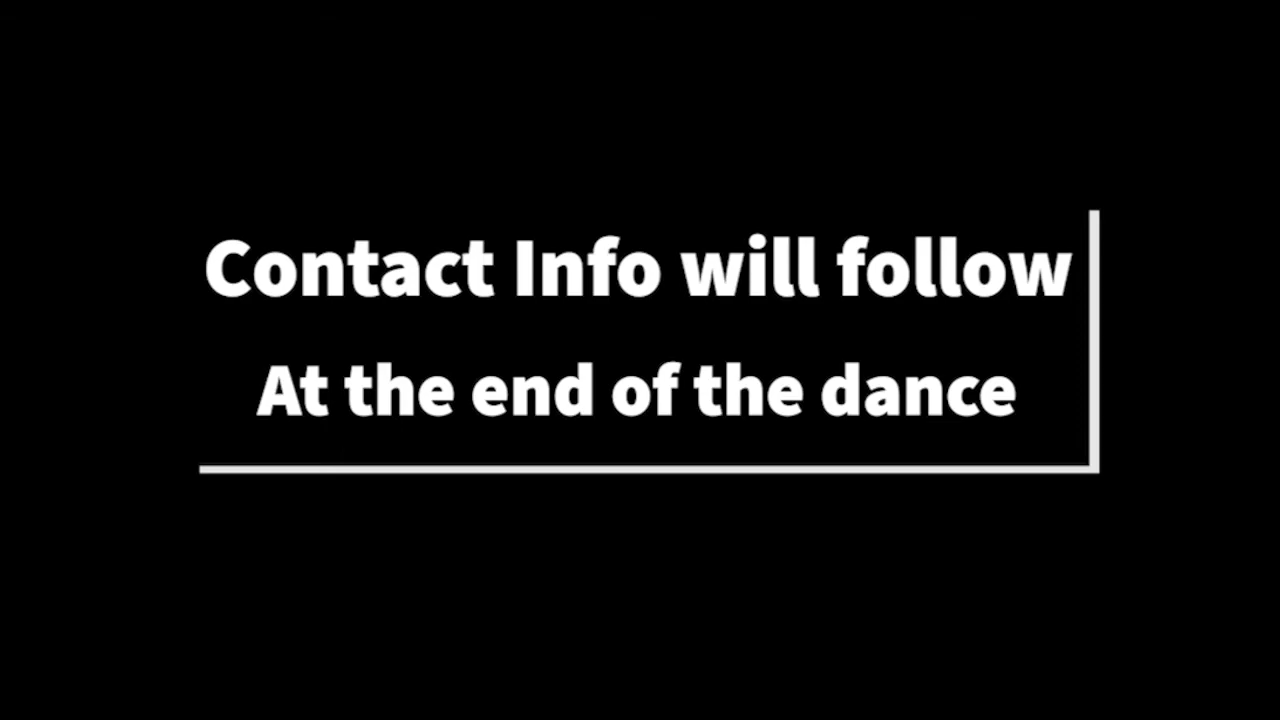 Contact Info will follow
At the end of the dance